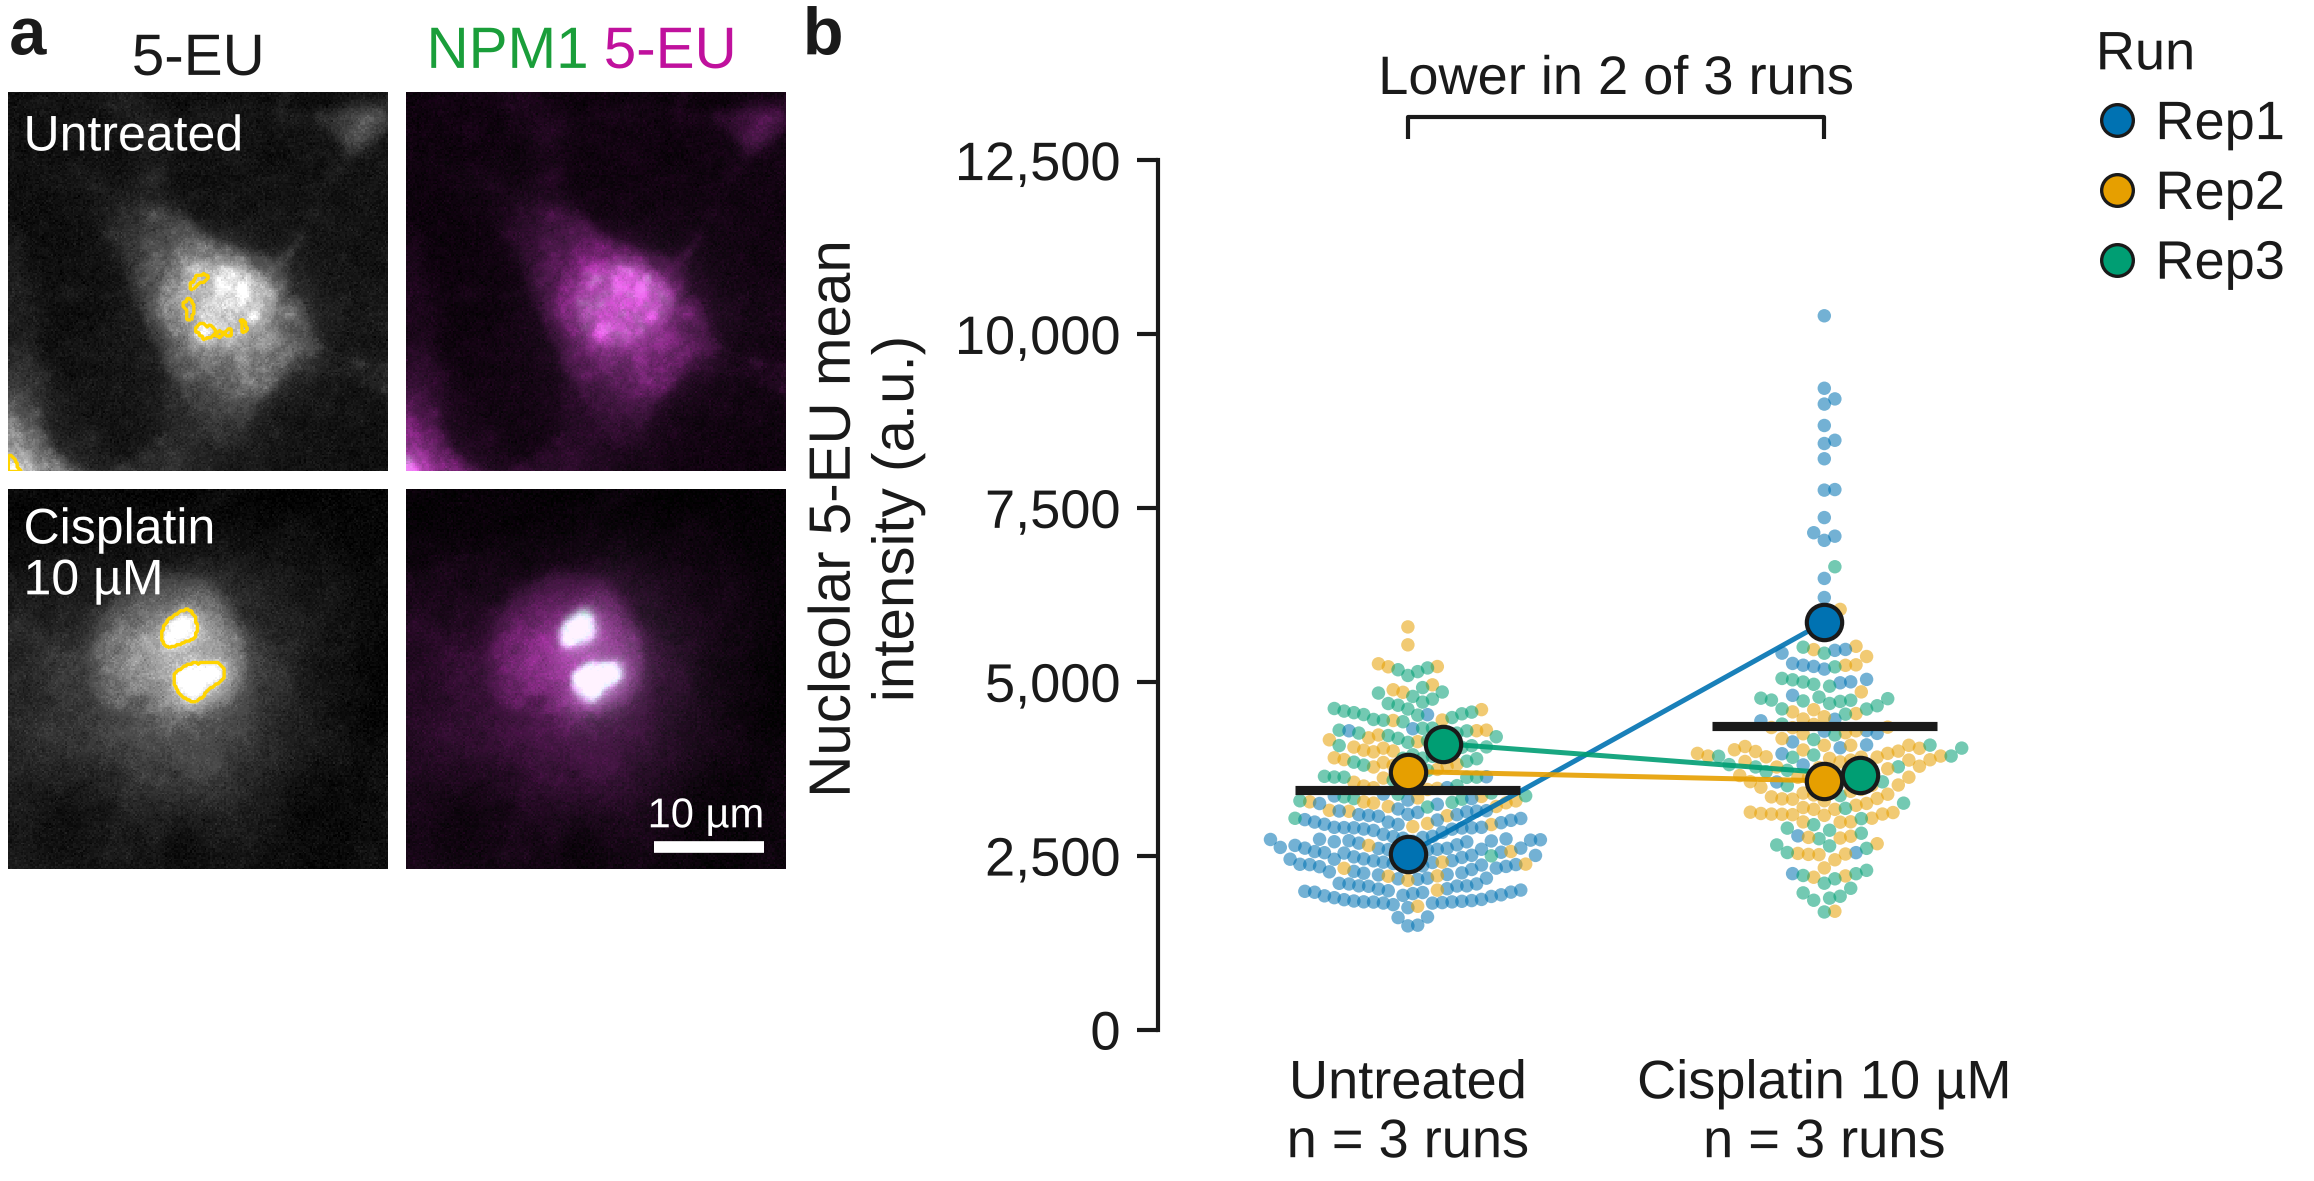 a
5-EU
NPM1 5-EU
Untreated
Cisplatin
10 µM
10 µm
b
Lower in 2 of 3 runs
Nucleolar 5-EU mean
intensity (a.u.)
12,500
10,000
7,500
5,000
2,500
0
Untreated
n = 3 runs
Cisplatin 10 µM
n = 3 runs
Run
Rep1
Rep2
Rep3